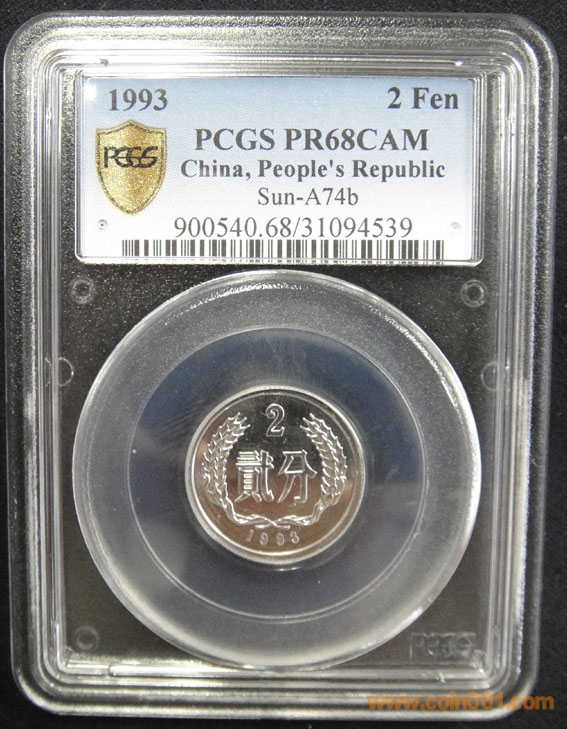 1993 2 Fen
PCGS
PCGS PR68CAM
China, People's Republic
Sun-A74b
900540.68/31094539
2
貳分
1993
PCGS
www.coin001.com